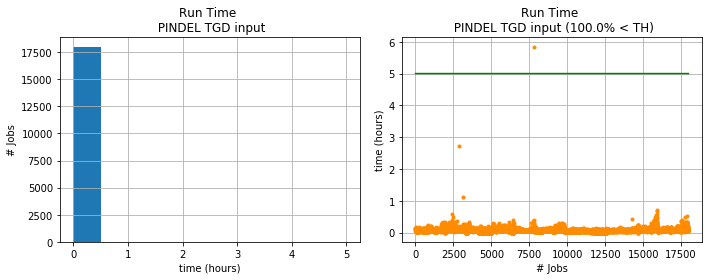 Run Time
PINDEL TGD input
# Jobs
17500
15000
12500
10000
7500
5000
2500
0
0 1 2 3 4 5
time (hours)
Run Time
PINDEL TGD input (100.0% < TH)
time (hours)
6
5
4
3
2
1
0
0 2500 5000 7500 10000 12500 15000 17500
# Jobs